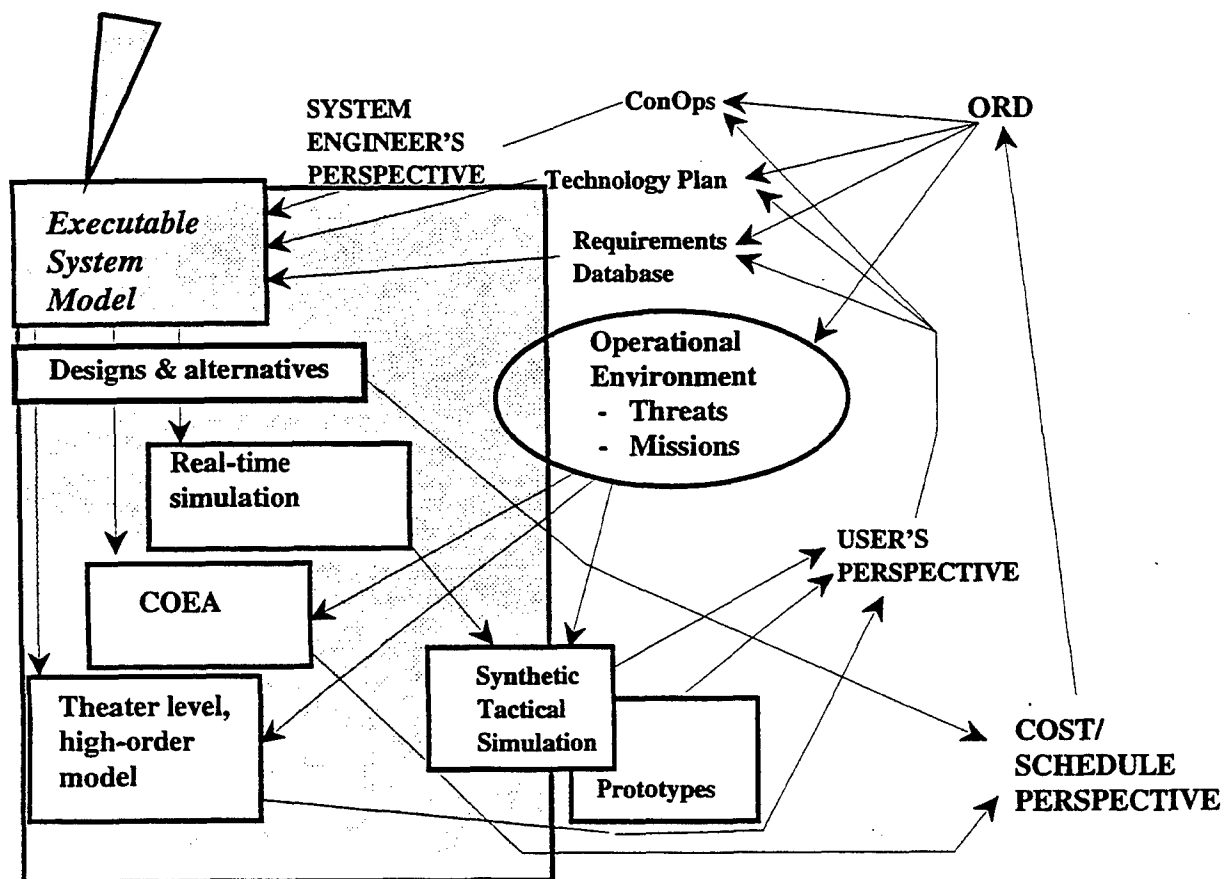 SYSTEM
ENGINEER'S
PERSPECTIVE
ConOps
ORD
Technology Plan
Requirements
Database
Executable
System
Model
Designs & alternatives
Operational
Environment
- Threats
- Missions
Real-time
simulation
USER'S
PERSPECTIVE
COEA
Synthetic
Tactical
Simulation
Theater level,
high-order
model
Prototypes
COST/
SCHEDULE
PERSPECTIVE